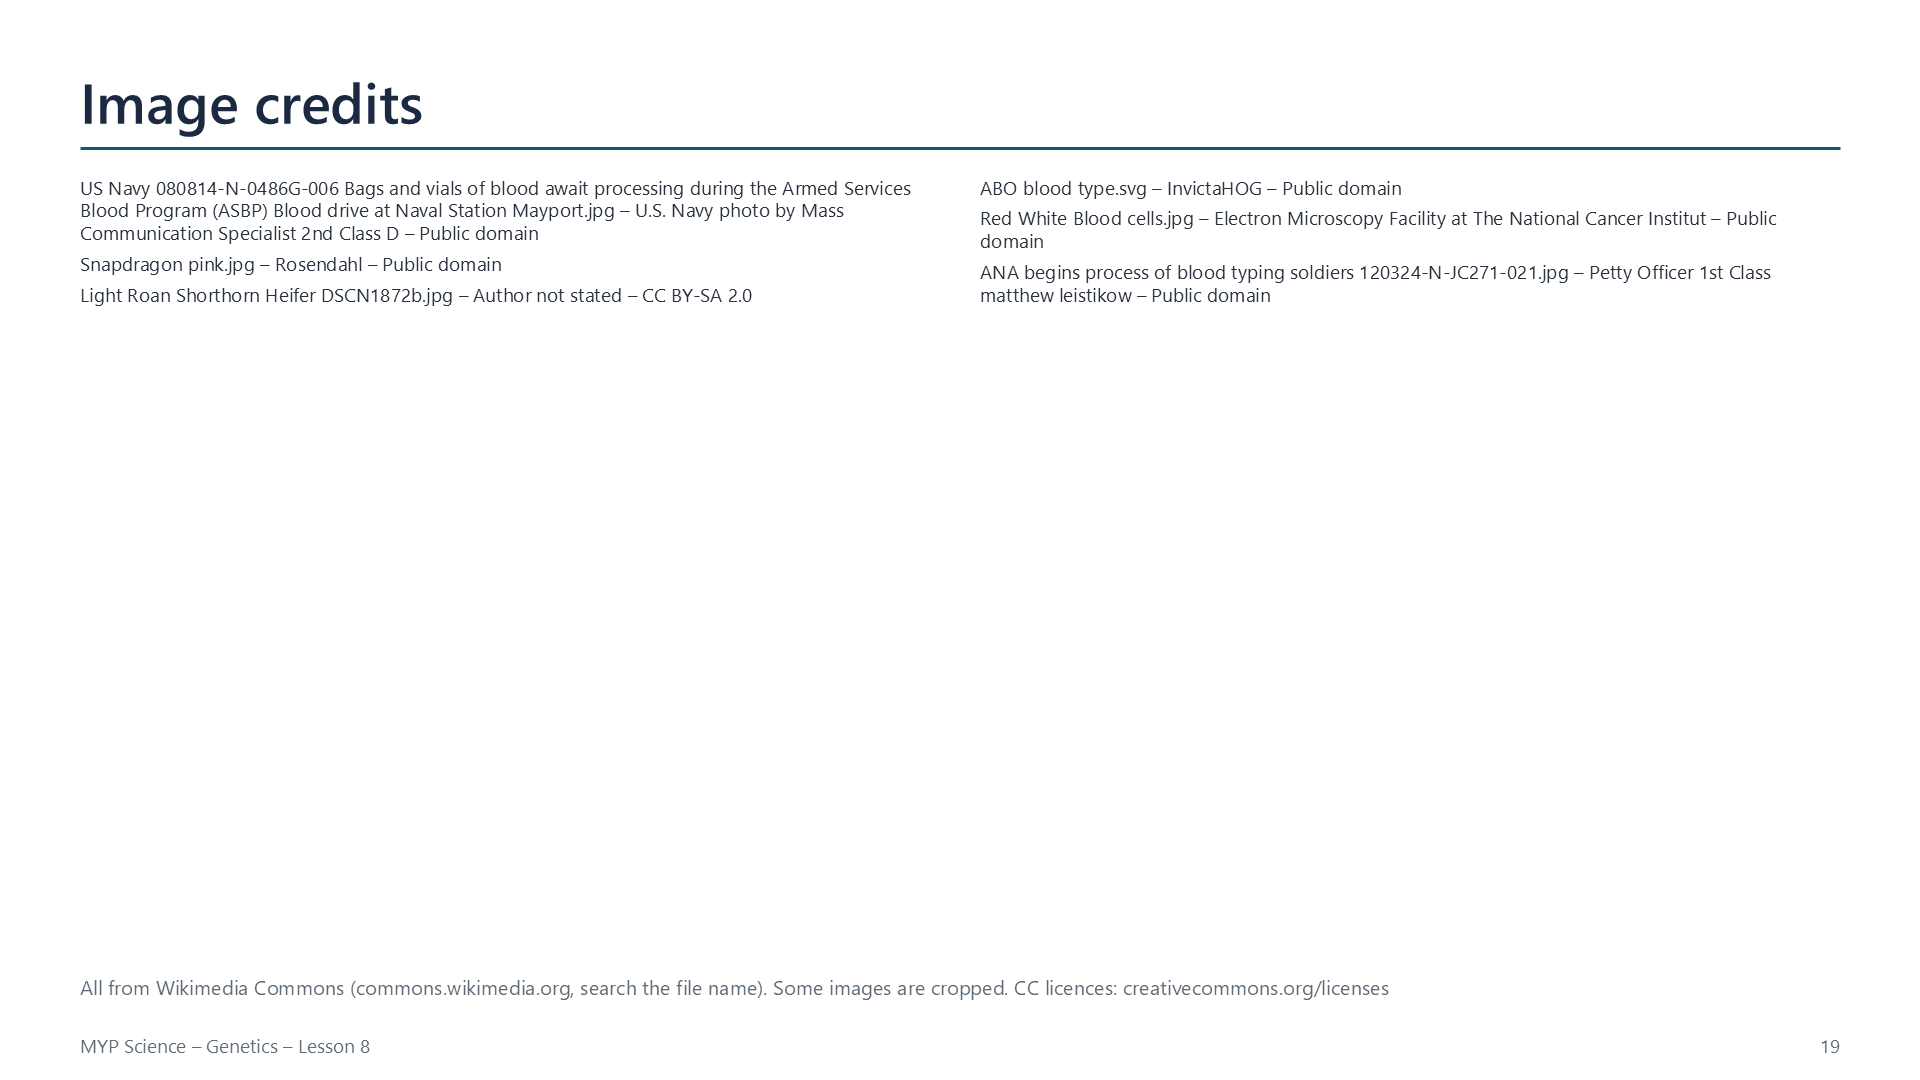 Image credits
US Navy 080814-N-0486G-006 Bags and vials of blood await processing during the Armed Services
Blood Program (ASBP) Blood drive at Naval Station Mayport.jpg – U.S. Navy photo by Mass
Communication Specialist 2nd Class D – Public domain
Snapdragon pink.jpg – Rosendahl – Public domain
Light Roan Shorthorn Heifer DSCN1872b.jpg – Author not stated – CC BY-SA 2.0
ABO blood type.svg – InvictaHOG – Public domain
Red White Blood cells.jpg – Electron Microscopy Facility at The National Cancer Institut – Public
domain
ANA begins process of blood typing soldiers 120324-N-JC271-021.jpg – Petty Officer 1st Class
matthew leistikow – Public domain
All from Wikimedia Commons (commons.wikimedia.org, search the file name). Some images are cropped. CC licences: creativecommons.org/licenses
MYP Science – Genetics – Lesson 8
19